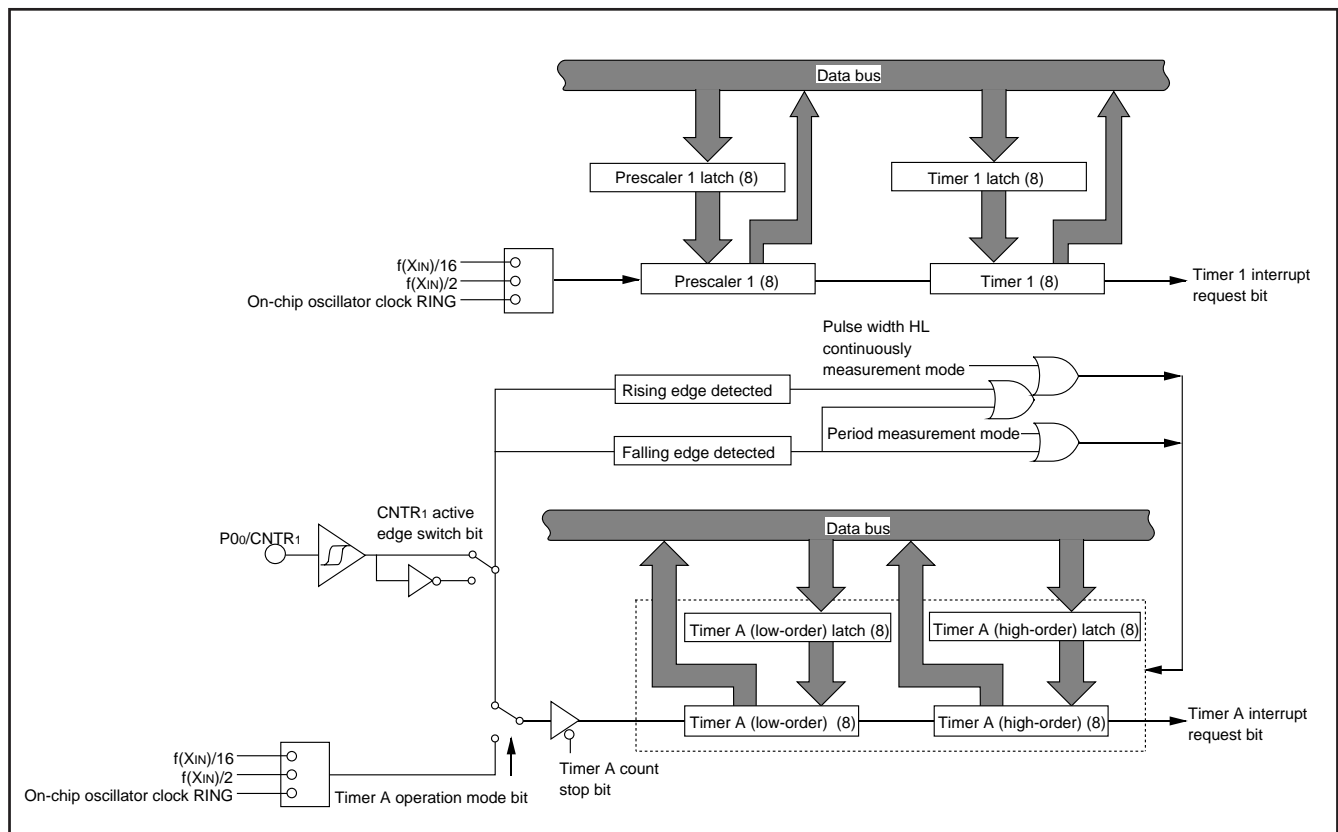 Data bus
Prescaler 1 latch (8)
Timer 1 latch (8)
f(XIN)/16
f(XIN)/2
On-chip oscillator clock RING
Prescaler 1 (8)
Timer 1 (8)
Timer 1 interrupt
request bit
Pulse width HL
continuously
measurement mode
Rising edge detected
Period measurement mode
Falling edge detected
CNTR1 active
edge switch bit
P00/CNTR1
Data bus
Timer A (low-order) latch (8)
Timer A (high-order) latch (8)
Timer A (low-order) (8)
Timer A (high-order) (8)
Timer A interrupt
request bit
f(XIN)/16
f(XIN)/2
On-chip oscillator clock RING
Timer A operation mode bit
Timer A count
stop bit